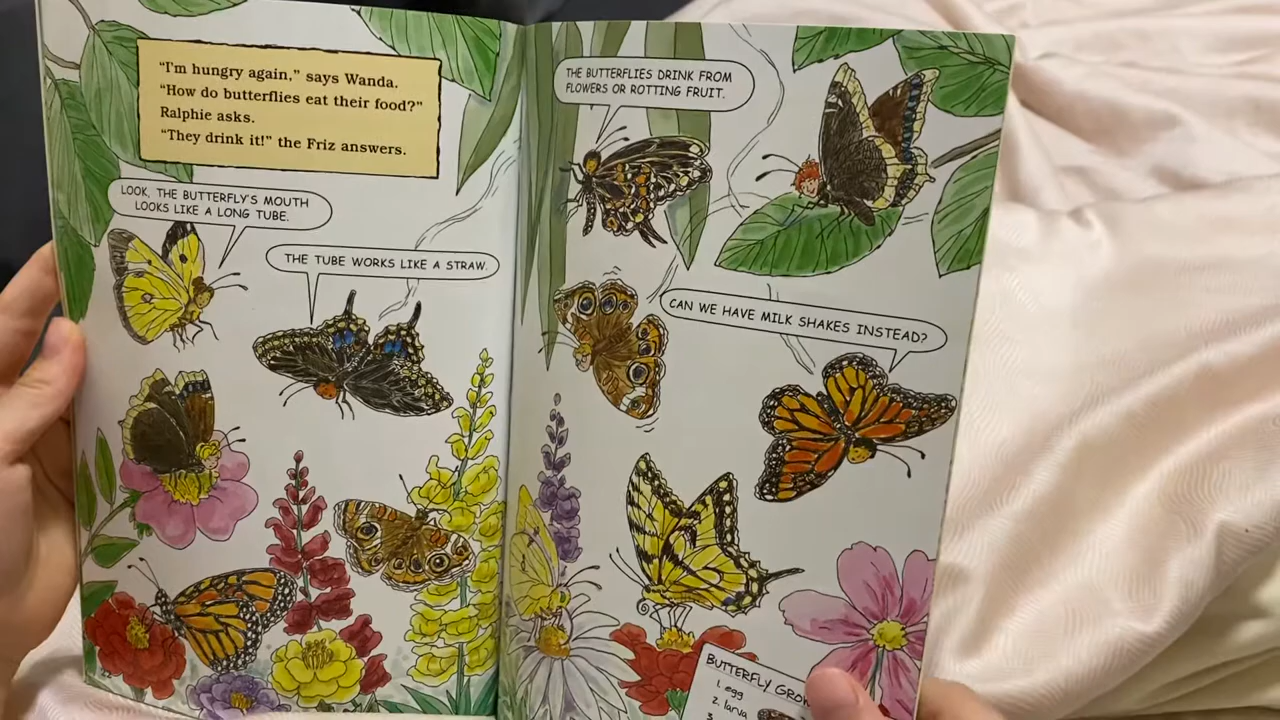 "I'm hungry again," says Wanda.
"How do butterflies eat their food?"
Ralphie asks.
"They drink it!" the Friz answers.
LOOK, THE BUTTERFLY'S MOUTH
LOOKS LIKE A LONG TUBE.
THE TUBE WORKS LIKE A STRAW.
22
THE BUTTERFLIES DRINK FROM
FLOWERS OR ROTTING FRUIT.
CAN WE HAVE MILK SHAKES INSTEAD?
BUTTERFLY
1. egg
2. larva
3.